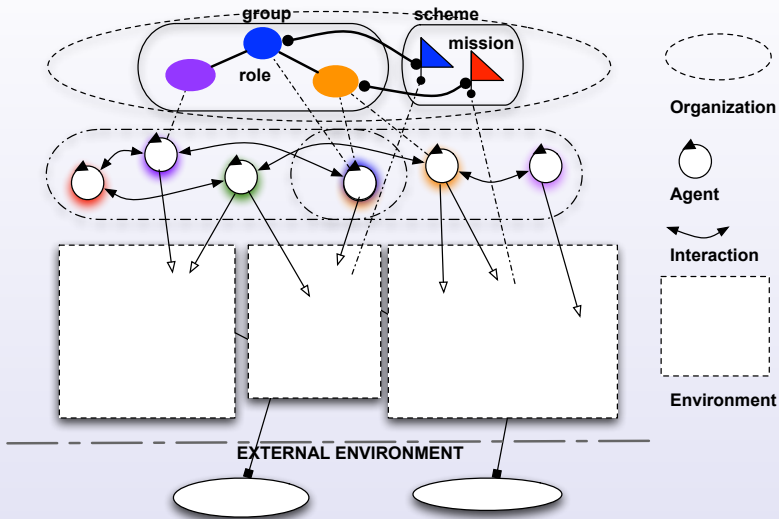 group
scheme
mission
role
Organization
Agent
Interaction
Environment
EXTERNAL ENVIRONMENT